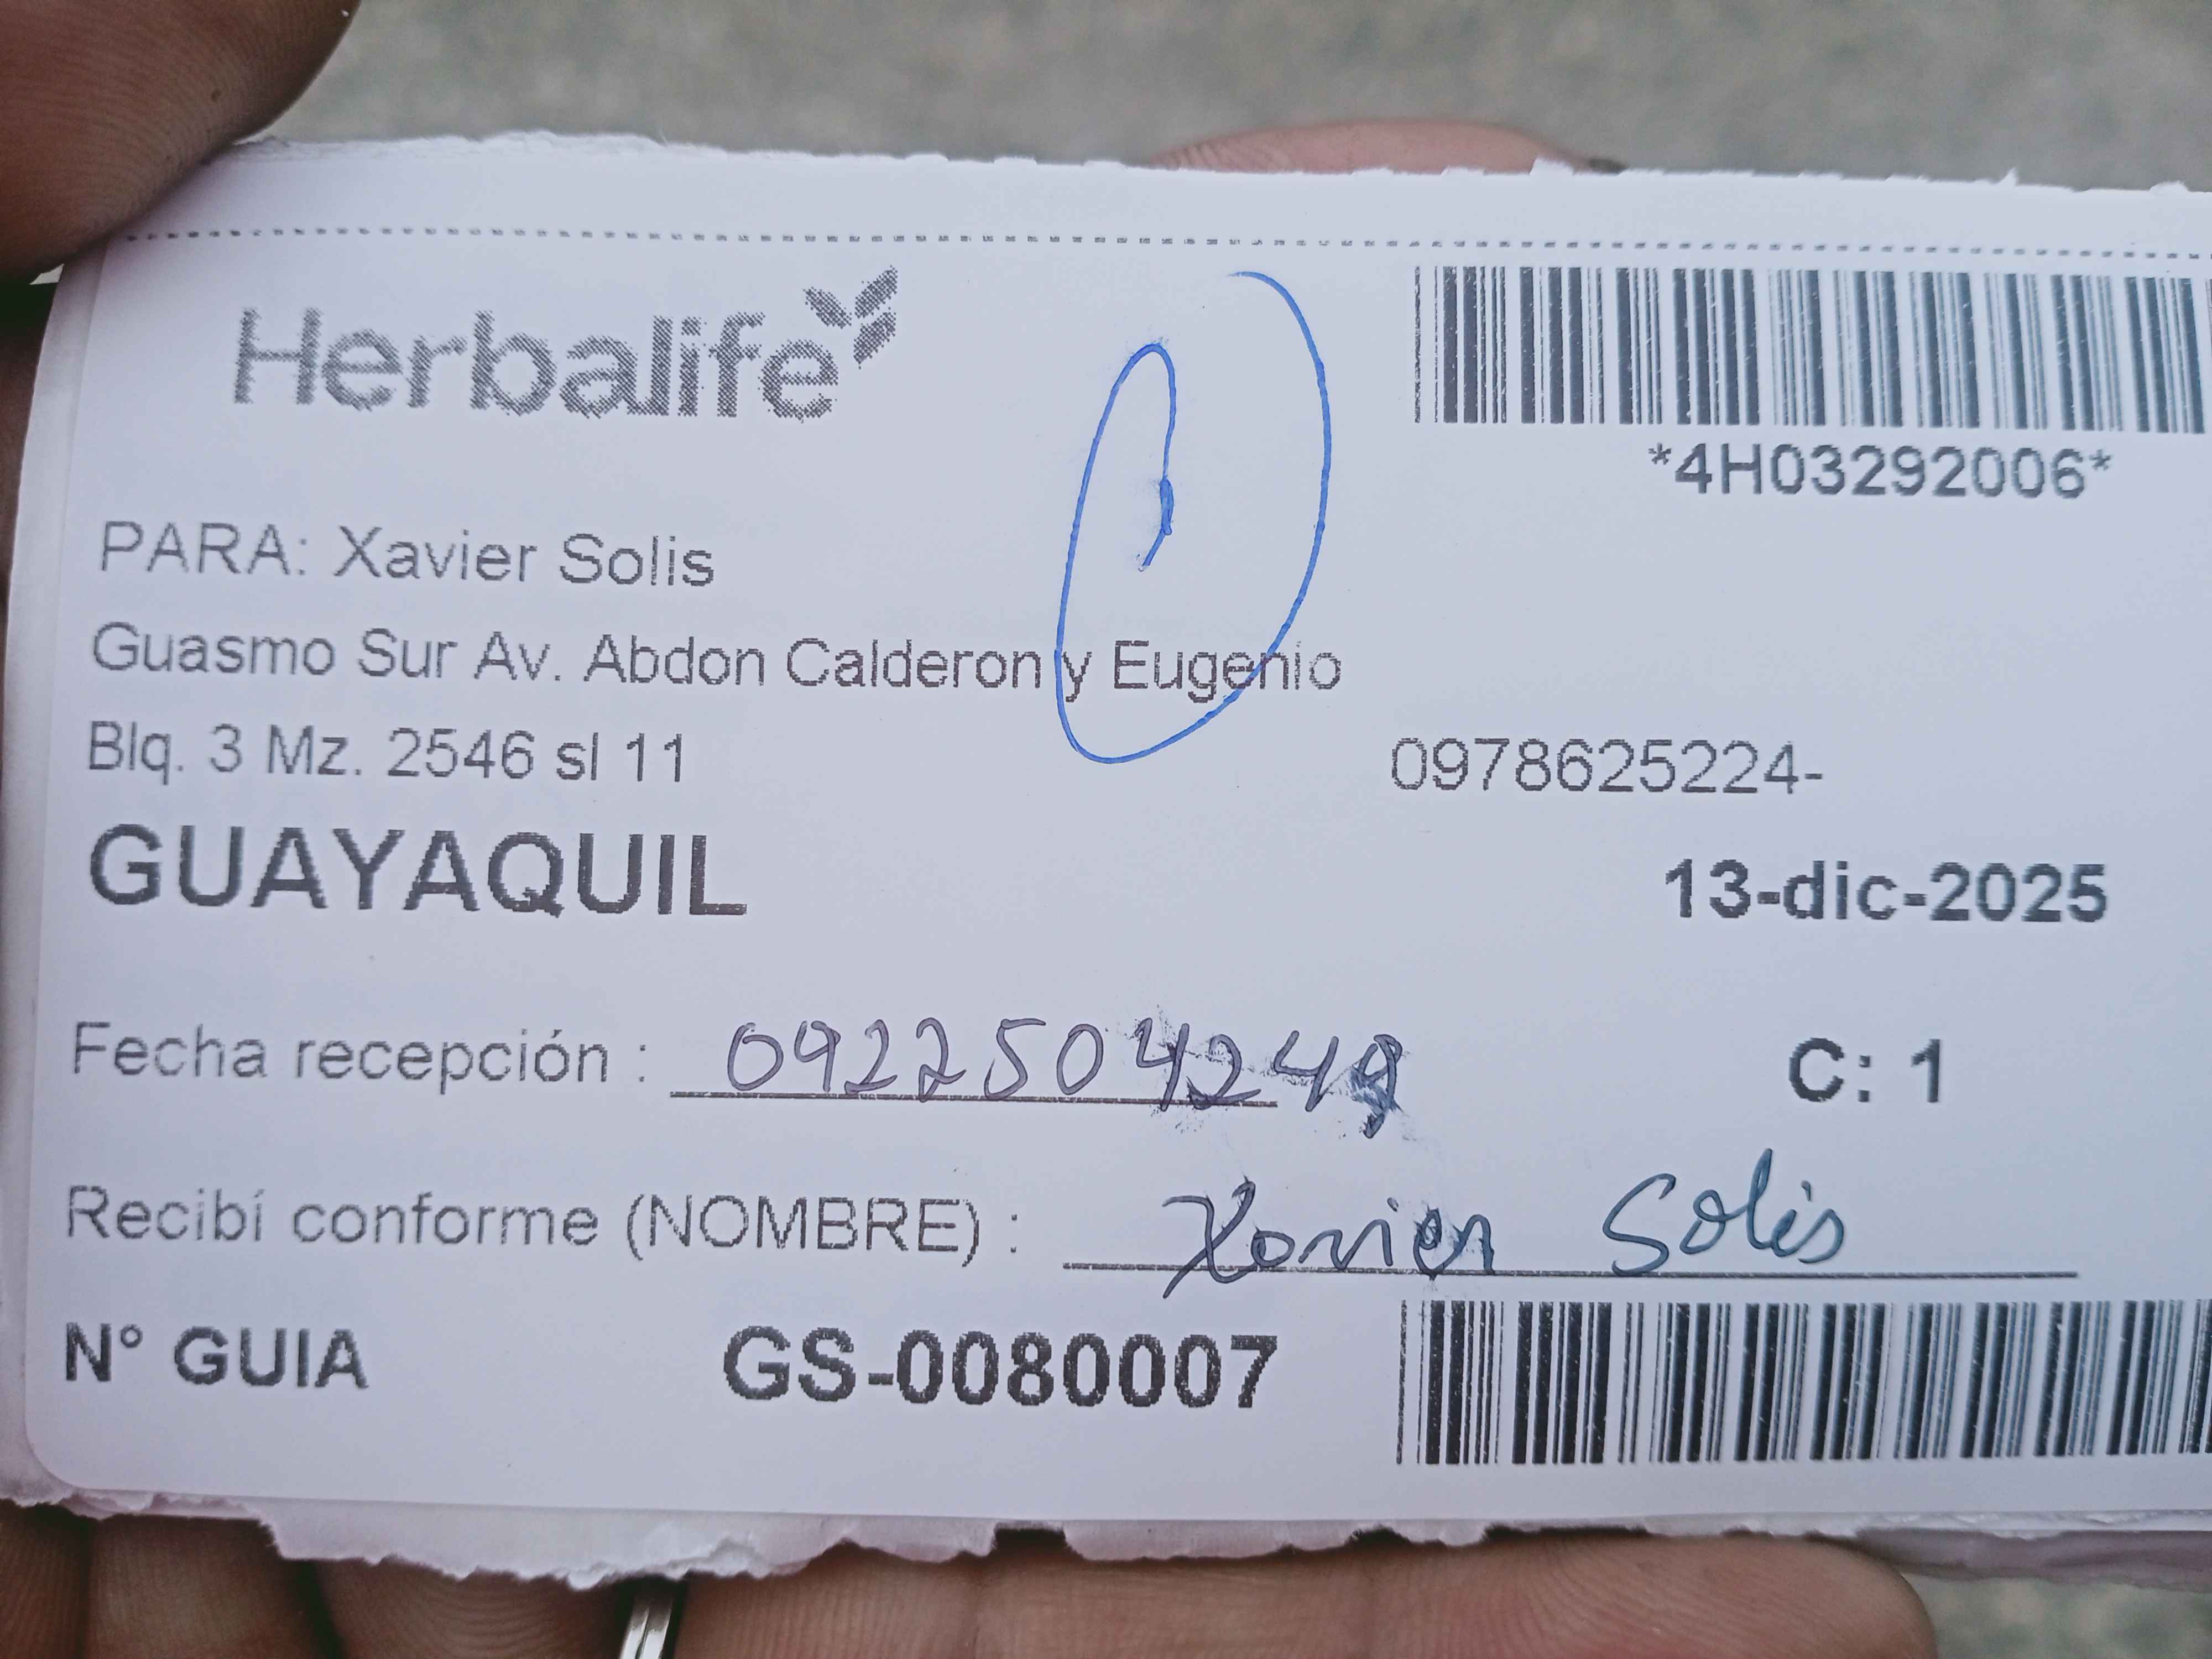 Herbalife
*4H03292006*
PARA: Xavier Solis
Guasmo Sur Av. Abdon Calderon y Eugenio
Blq. 3 Mz. 2546 sl 11
0978625224-
GUAYAQUIL
13-dic-2025
Fecha recepción :
C: 1
Recibí conforme (NOMBRE) : Xavier Solis
N° GUIA GS-0080007